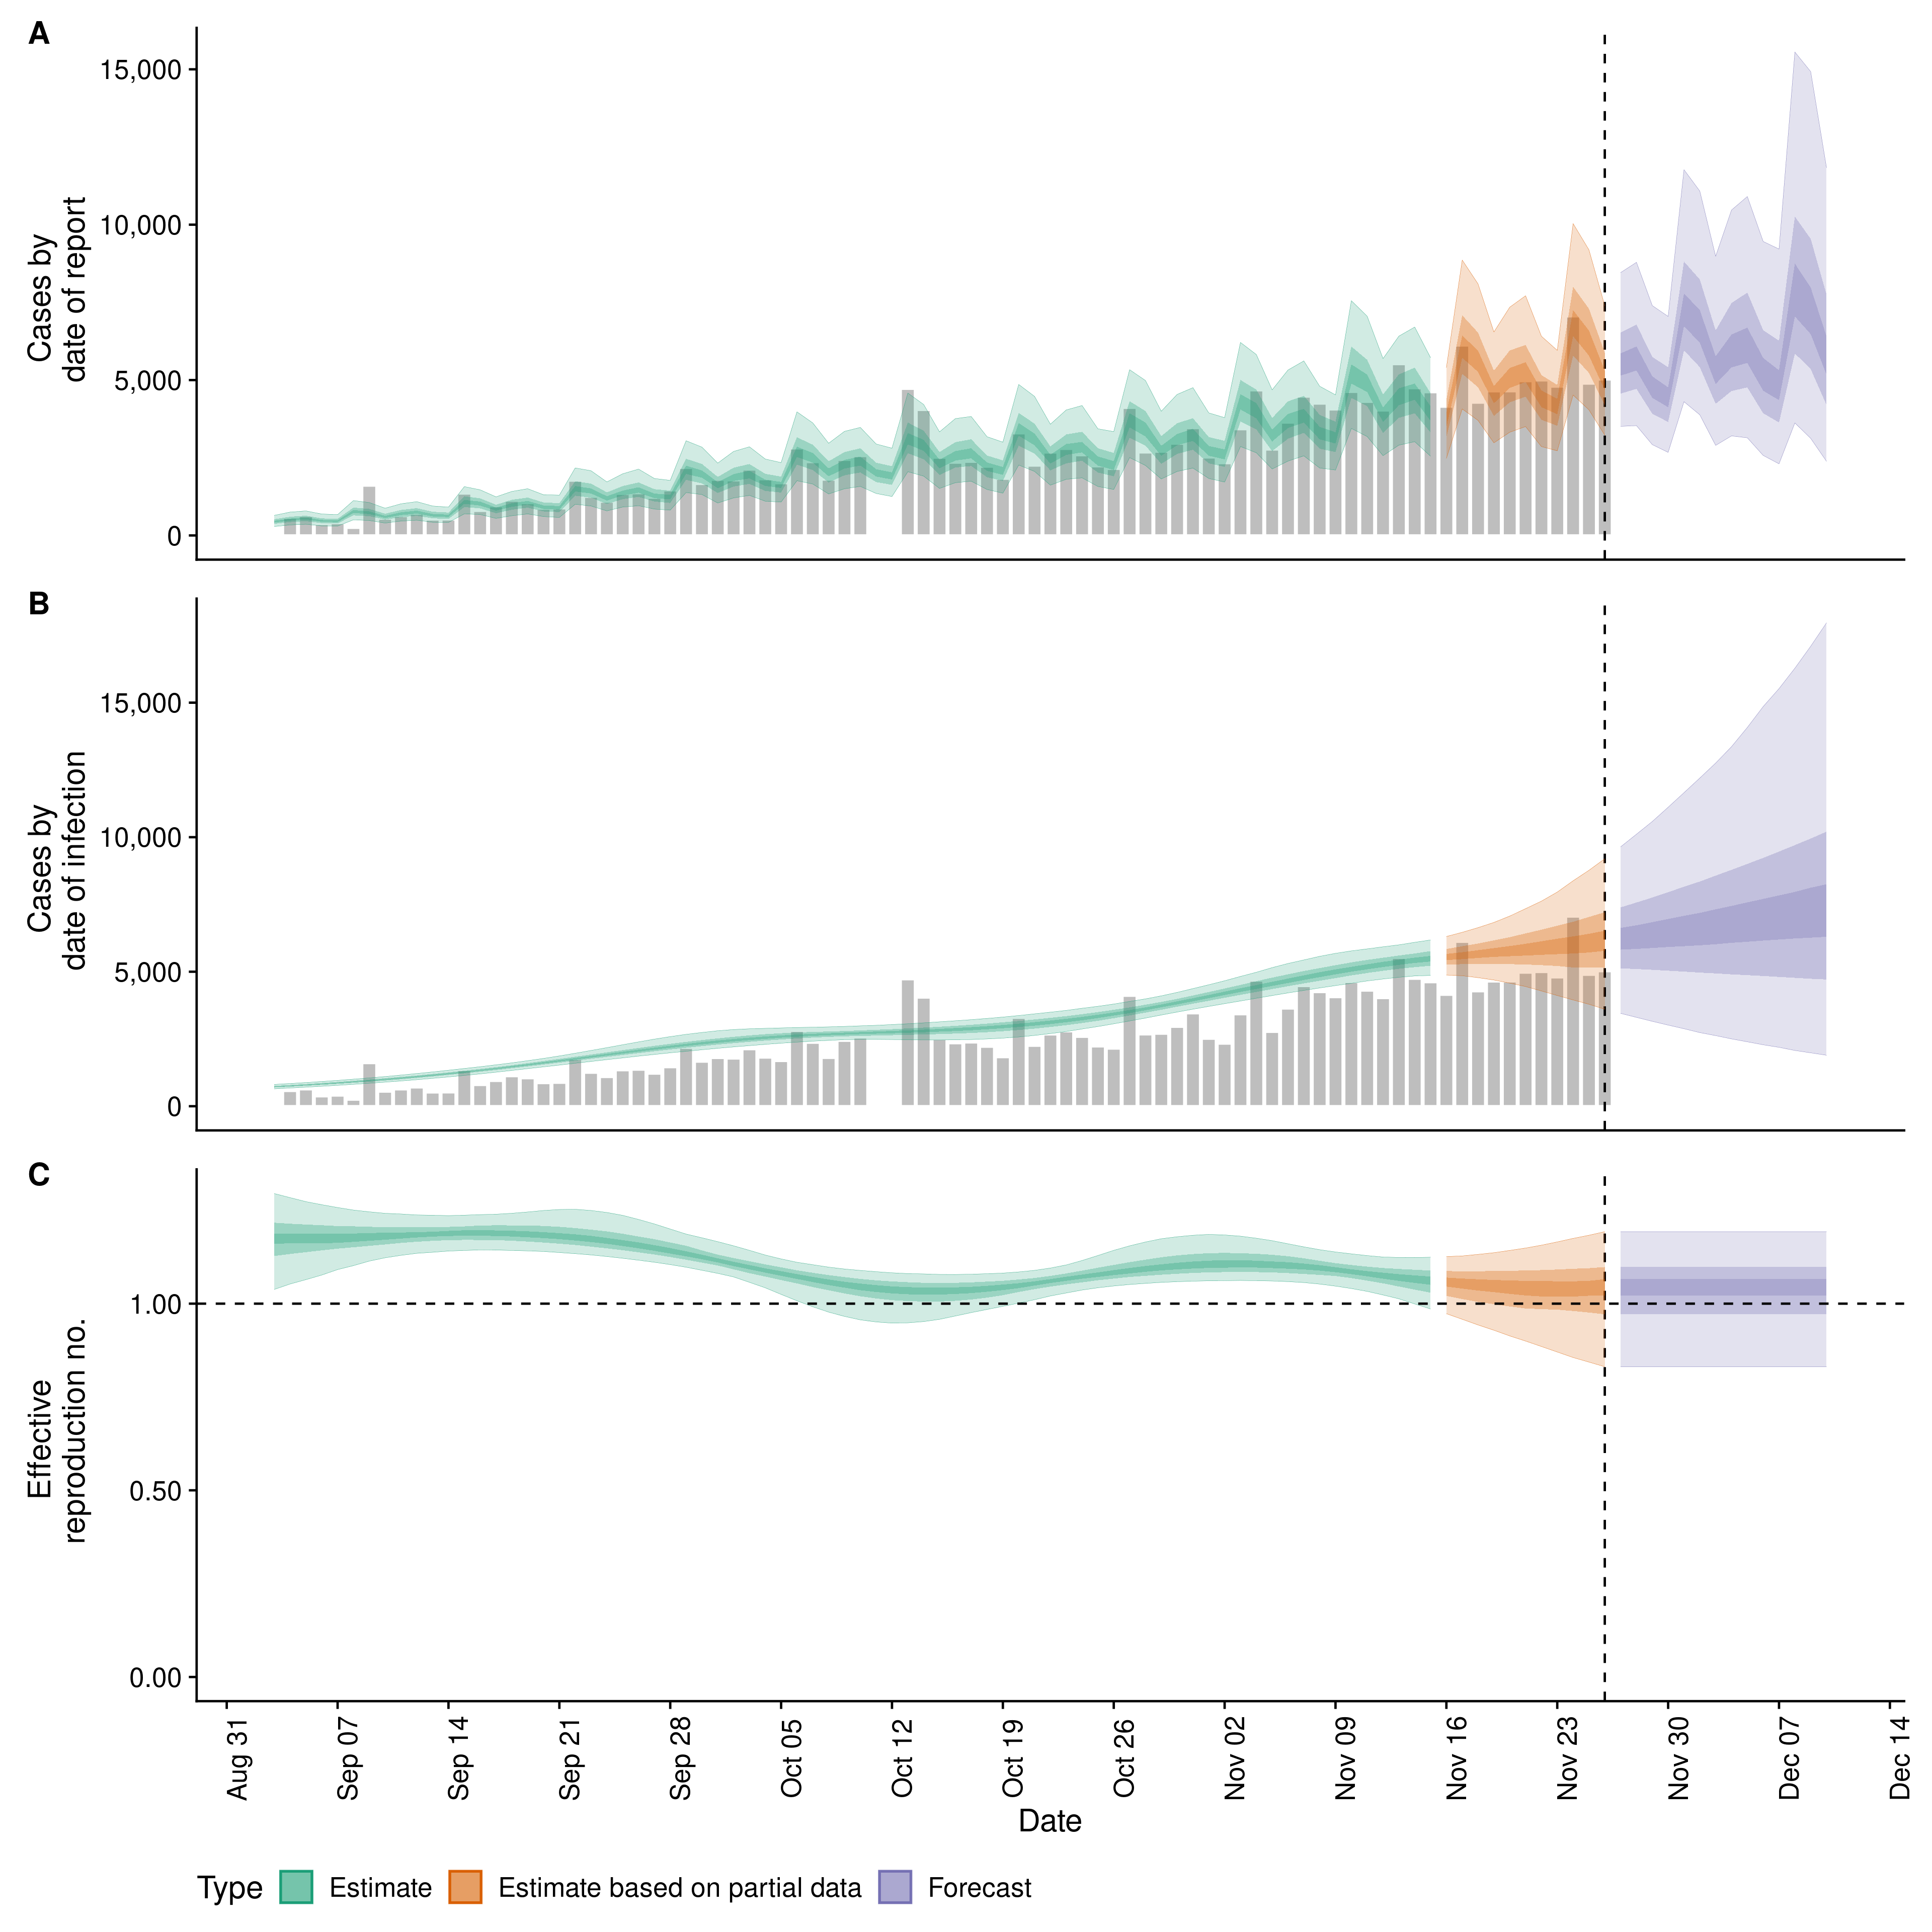 A
15,000
10,000
5,000
0
Cases by
date of report
B
15,000
10,000
5,000
0
Cases by
date of infection
C
1.00
0.50
0.00
Effective
reproduction no.
Aug 31
Sep 07
Sep 14
Sep 21
Sep 28
Oct 05
Oct 12
Oct 19
Oct 26
Nov 02
Nov 09
Nov 16
Nov 23
Nov 30
Dec 07
Dec 14
Date
Type Estimate Estimate based on partial data Forecast